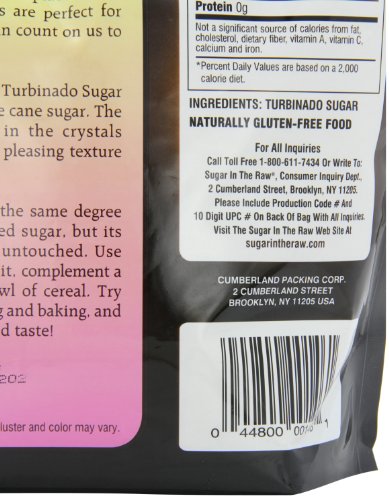 s are perfect for
n count on us to
Turbinado Sugar
e cane sugar. The
in the crystals
pleasing texture
the same degree
ed sugar, but its
untouched. Use
it, complement a
wl of cereal. Try
g and baking, and
d taste!
luster and color may vary.
Protein 0g
Not a significant source of calories from fat,
cholesterol, dietary fiber, vitamin A, vitamin C,
calcium and iron.
*Percent Daily Values are based on a 2,000
calorie diet.
INGREDIENTS: TURBINADO SUGAR
NATURALLY GLUTEN-FREE FOOD
For All Inquiries
Call Toll Free 1-800-611-7434 Or Write To:
Sugar In The Raw®, Consumer Inquiry Dept.,
2 Cumberland Street, Brooklyn, NY 11205.
Please Include Production Code # And
10 Digit UPC # On Back Of Bag With All Inquiries.
Visit The Sugar In The Raw Web Site At
sugarintheraw.com
CUMBERLAND PACKING CORP.
2 CUMBERLAND STREET
BROOKLYN, NY 11205 USA
0 44800